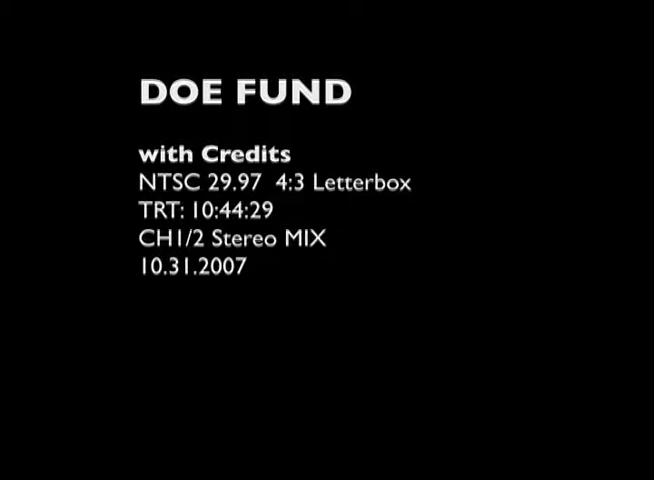 DOE FUND
with Credits
NTSC 29.97 4:3 Letterbox
TRT: 10:44:29
CH1/2 Stereo MIX
10.31.2007